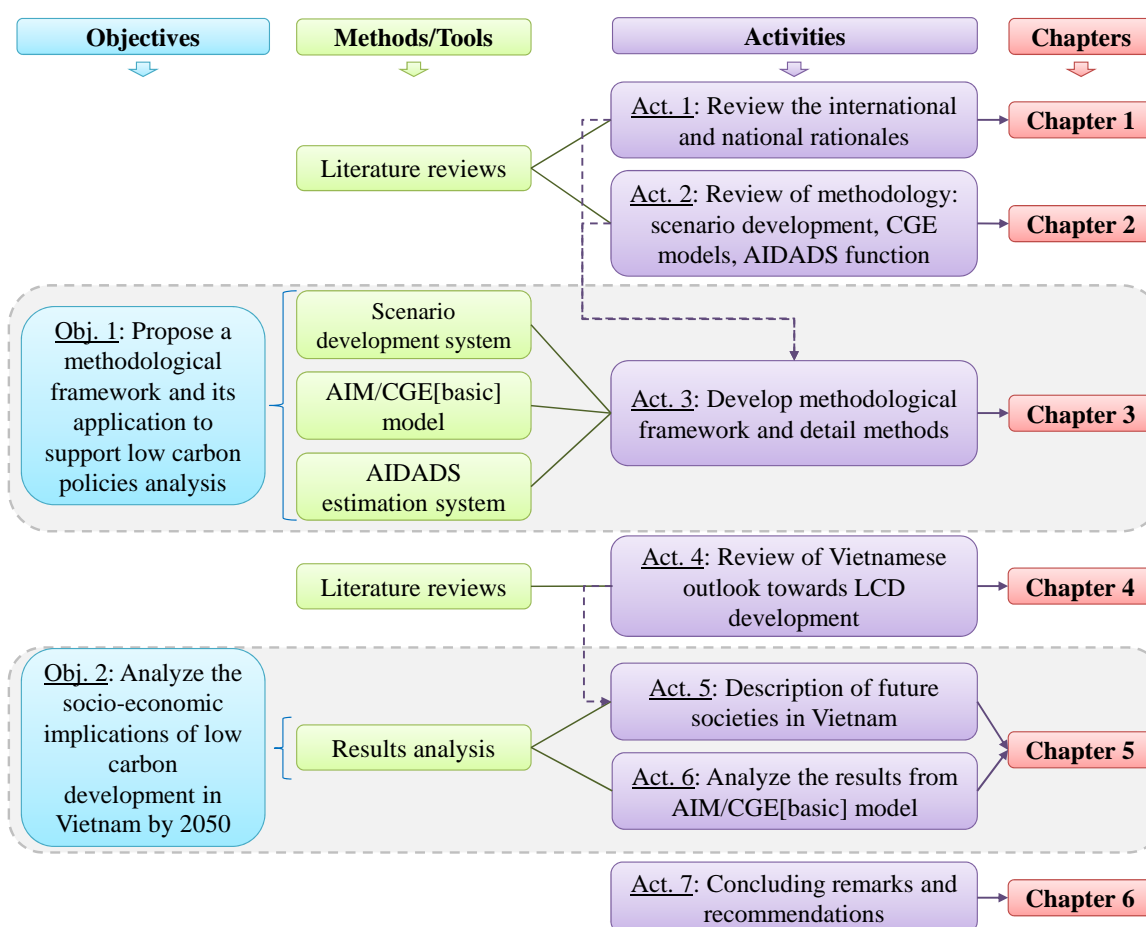 Objectives
Methods/Tools
Activities
Chapters
Literature reviews
Act. 1: Review the international
and national rationales
Chapter 1
Act. 2: Review of methodology:
scenario development, CGE
models, AIDADS function
Chapter 2
Obj. 1: Propose a
methodological
framework and its
application to
support low carbon
policies analysis
Scenario
development system
AIM/CGE[basic]
model
AIDADS
estimation system
Act. 3: Develop methodological
framework and detail methods
Chapter 3
Literature reviews
Act. 4: Review of Vietnamese
outlook towards LCD
development
Chapter 4
Obj. 2: Analyze the
socio-economic
implications of low
carbon
development in
Vietnam by 2050
Results analysis
Act. 5: Description of future
societies in Vietnam
Act. 6: Analyze the results from
AIM/CGE[basic] model
Chapter 5
Act. 7: Concluding remarks and
recommendations
Chapter 6